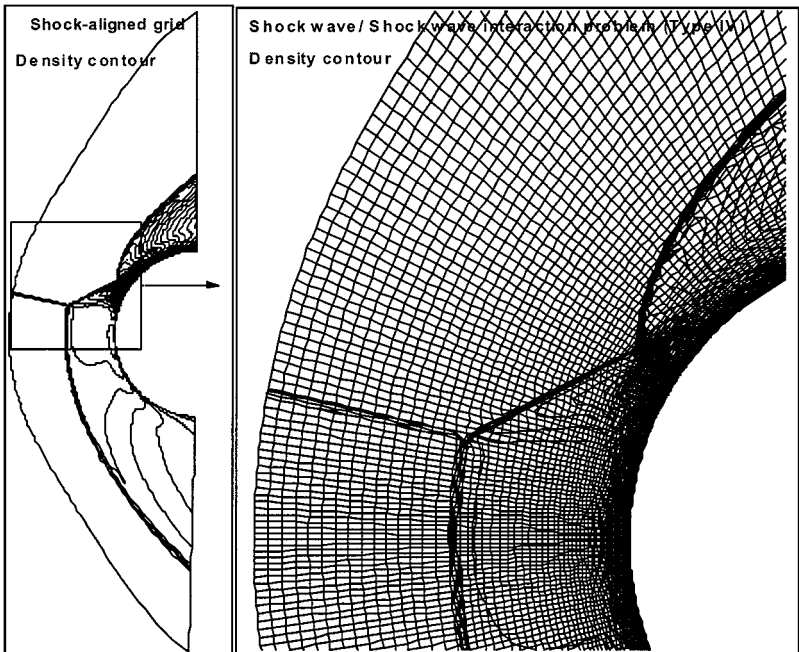 Shock-aligned grid
Density contour
Shock wave/ Shock wave interaction problem (Type IV)
Density contour